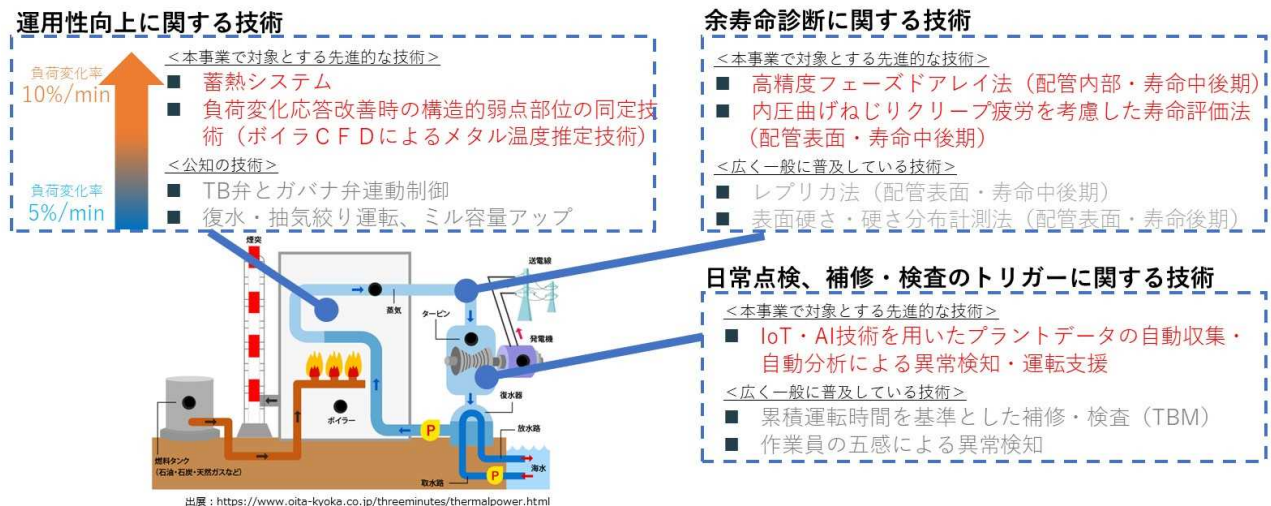 運用性向上に関する技術
負荷変化率
10%/min
負荷変化率
5%/min
<本事業で対象とする先進的な技術>
■ 蓄熱システム
■ 負荷変化応答改善時の構造的弱点部位の同定技
術（ボイラCFDによるメタル温度推定技術）
<公知の技術>
■ TB弁とガバナ弁連動制御
■ 復水・抽気絞り運転、ミル容量アップ
余寿命診断に関する技術
<本事業で対象とする先進的な技術>
■ 高精度フェーズドアレイ法（配管内部・寿命中後期）
■ 内圧曲げねじりクリープ疲労を考慮した寿命評価法
（配管表面・寿命中後期）
<広く一般に普及している技術>
■ レプリカ法（配管表面・寿命中後期）
■ 表面硬さ・硬さ分布計測法（配管表面・寿命後期）
日常点検、補修・検査のトリガーに関する技術
<本事業で対象とする先進的な技術>
■ IoT・AI技術を用いたプラントデータの自動収集・
自動分析による異常検知・運転支援
<広く一般に普及している技術>
■ 累積運転時間を基準とした補修・検査（TBM）
■ 作業員の五感による異常検知
煙突
蒸気
送電線
タービン
発電機
復水器
ボイラー
P
放水路
海水
取水路
P
燃料タンク
（石油・石炭・天然ガスなど）
出展：https://www.oita-kyoka.co.jp/threeminutes/thermalpower.html